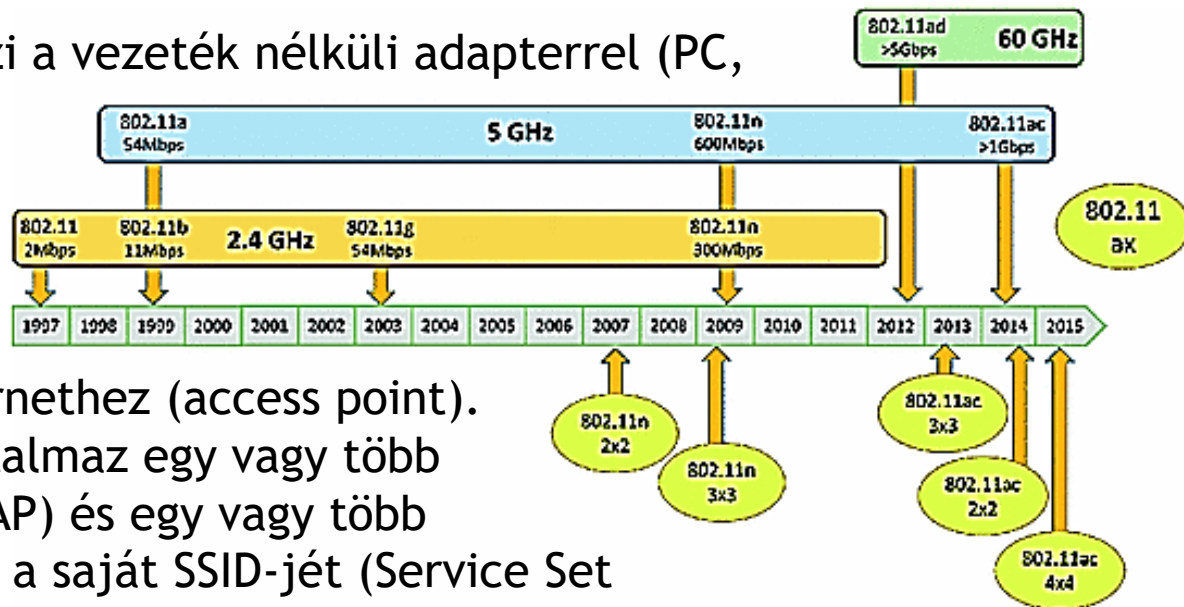 zi a vezeték nélküli adapterrel (PC,
802.11ad
>5Gbps
60 GHz
802.11a
54Mbps
5 GHz
802.11n
600Mbps
802.11ac
>1Gbps
802.11
2Mbps
802.11b
11Mbps
2.4 GHz
802.11g
54Mbps
802.11n
300Mbps
802.11
ax
1997 1998 1999 2000 2001 2002 2003 2004 2005 2006 2007 2008 2009 2010 2011 2012 2013 2014 2015
rnethez (access point).
talmaz egy vagy több
AP) és egy vagy több
a saját SSID-jét (Service Set
802.11n
2x2
802.11n
3x3
802.11ac
3x3
802.11ac
2x2
802.11ac
4x4